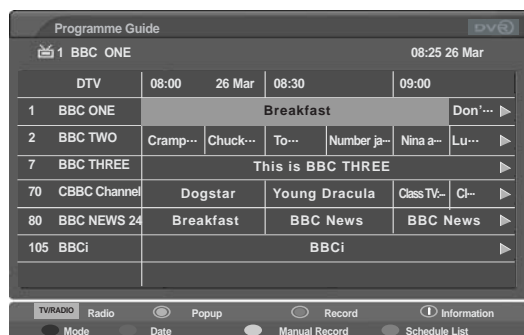 Programme Guide DVR
1 BBC ONE 08:25 26 Mar
DTV 08:00 26 Mar 08:30 09:00
1 BBC ONE Breakfast Don'···
2 BBC TWO Cramp··· Chuck··· To··· Number ja··· Nina a··· Lu···
7 BBC THREE This is BBC THREE
70 CBBC Channel Dogstar Young Dracula Class TV:··· Cl···
80 BBC NEWS 24 Breakfast BBC News BBC News
105 BBCi BBCi
TV/RADIO Radio Popup Record Information
Mode Date Manual Record Schedule List